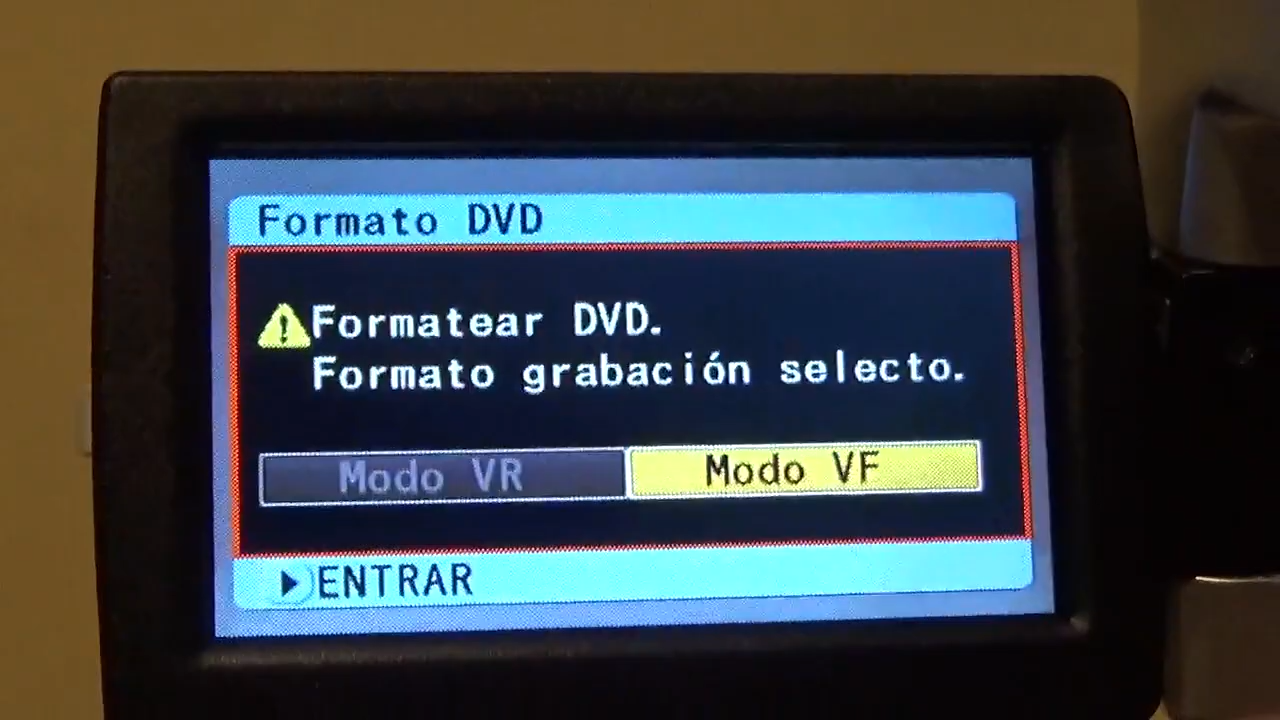 Formato DVD
Formatear DVD.
Formato grabación selecto.
Modo VR Modo VF
ENTRAR